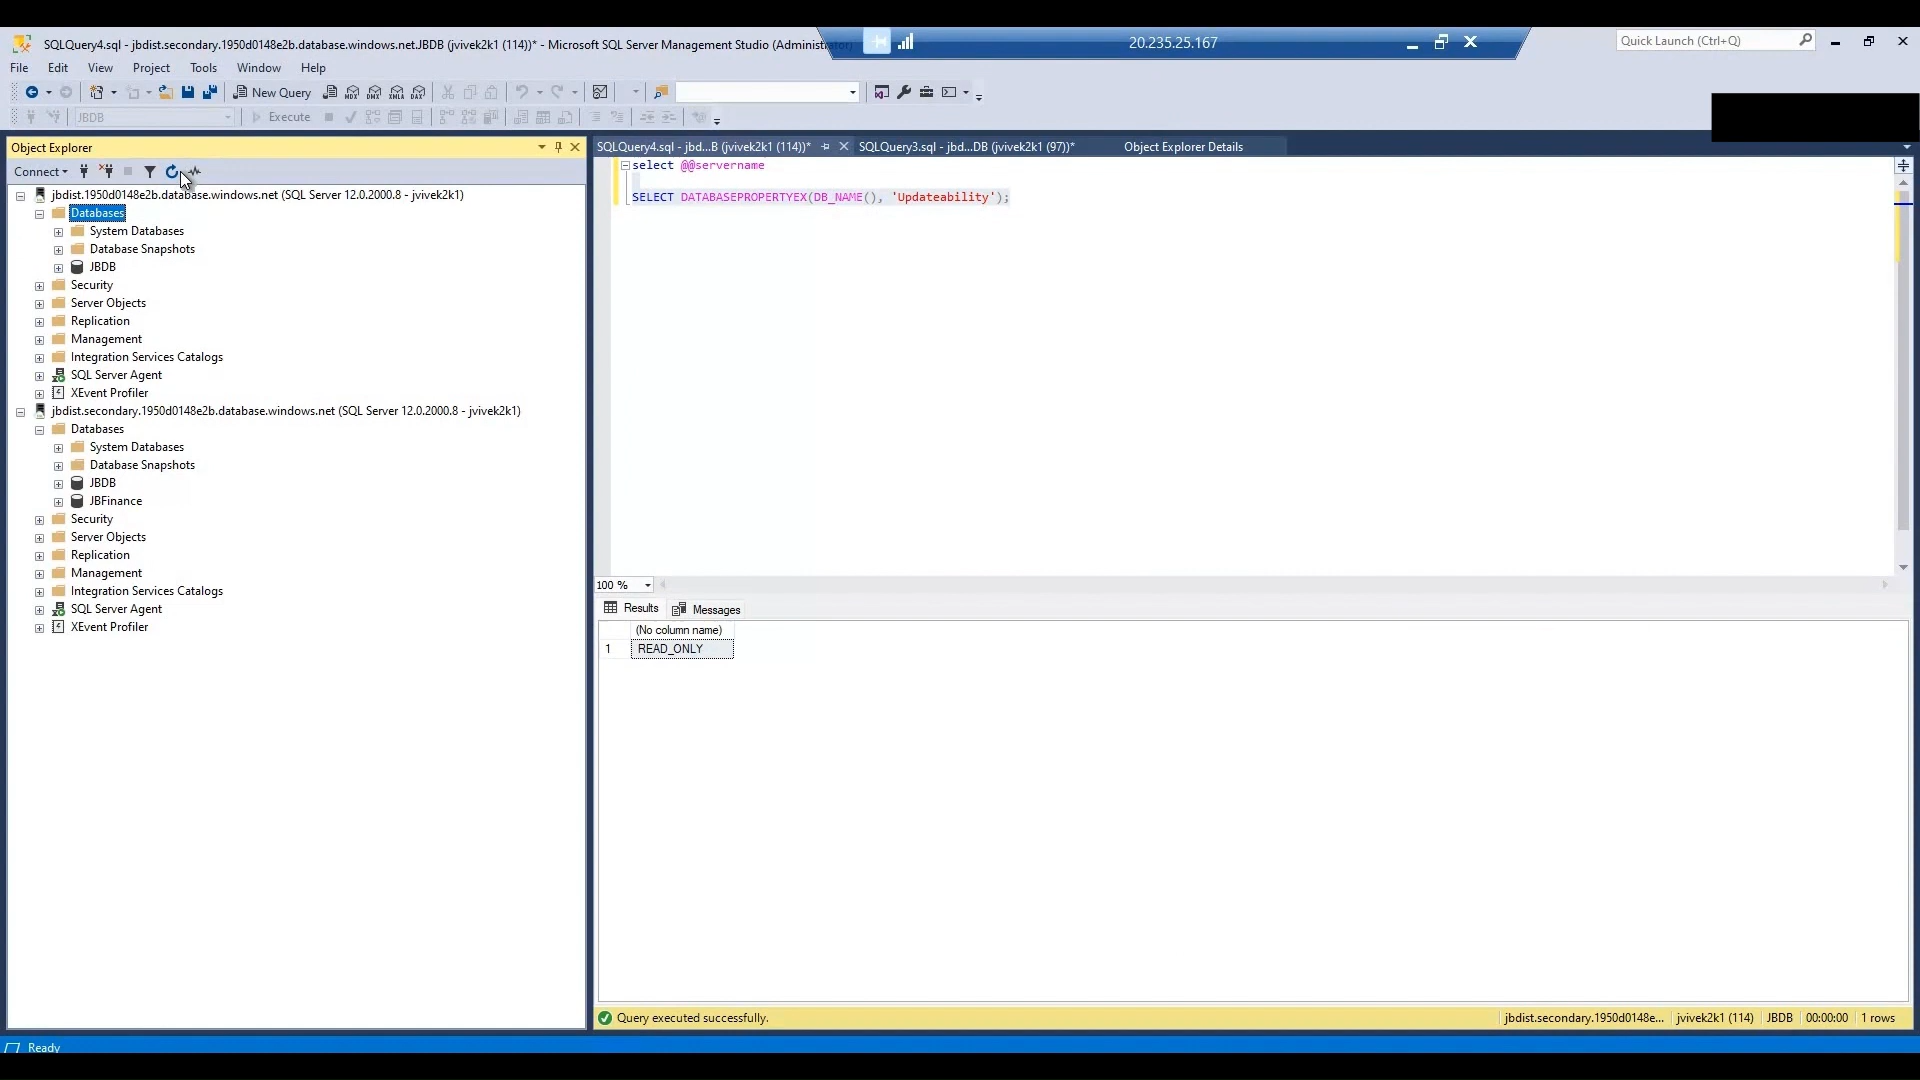 SQLQuery4.sql - jbdist.secondary.1950d0148e2b.database.windows.net.JBDB (jvivek2k1 (114))* - Microsoft SQL Server Management Studio (Administrator
20.235.25.167
Quick Launch (Ctrl+Q)
File Edit View Project Tools Window Help
New Query
MDX DMX XMLA DAX
JBDB
Execute
Object Explorer
SQLQuery4.sql - jbd...B (jvivek2k1 (114))* SQLQuery3.sql - jbd...DB (jvivek2k1 (97))* Object Explorer Details
Connect
jbdist.1950d0148e2b.database.windows.net (SQL Server 12.0.2000.8 - jvivek2k1)
Databases
System Databases
Database Snapshots
JBDB
Security
Server Objects
Replication
Management
Integration Services Catalogs
SQL Server Agent
XEvent Profiler
jbdist.secondary.1950d0148e2b.database.windows.net (SQL Server 12.0.2000.8 - jvivek2k1)
Databases
System Databases
Database Snapshots
JBDB
JBFinance
Security
Server Objects
Replication
Management
Integration Services Catalogs
SQL Server Agent
XEvent Profiler
select @@servername
SELECT DATABASEPROPERTYEX(DB_NAME(), 'Updateability');
100 %
Results Messages
(No column name)
1 READ_ONLY
Query executed successfully.
jbdist.secondary.1950d0148e... jvivek2k1 (114) JBDB 00:00:00 1 rows
Ready